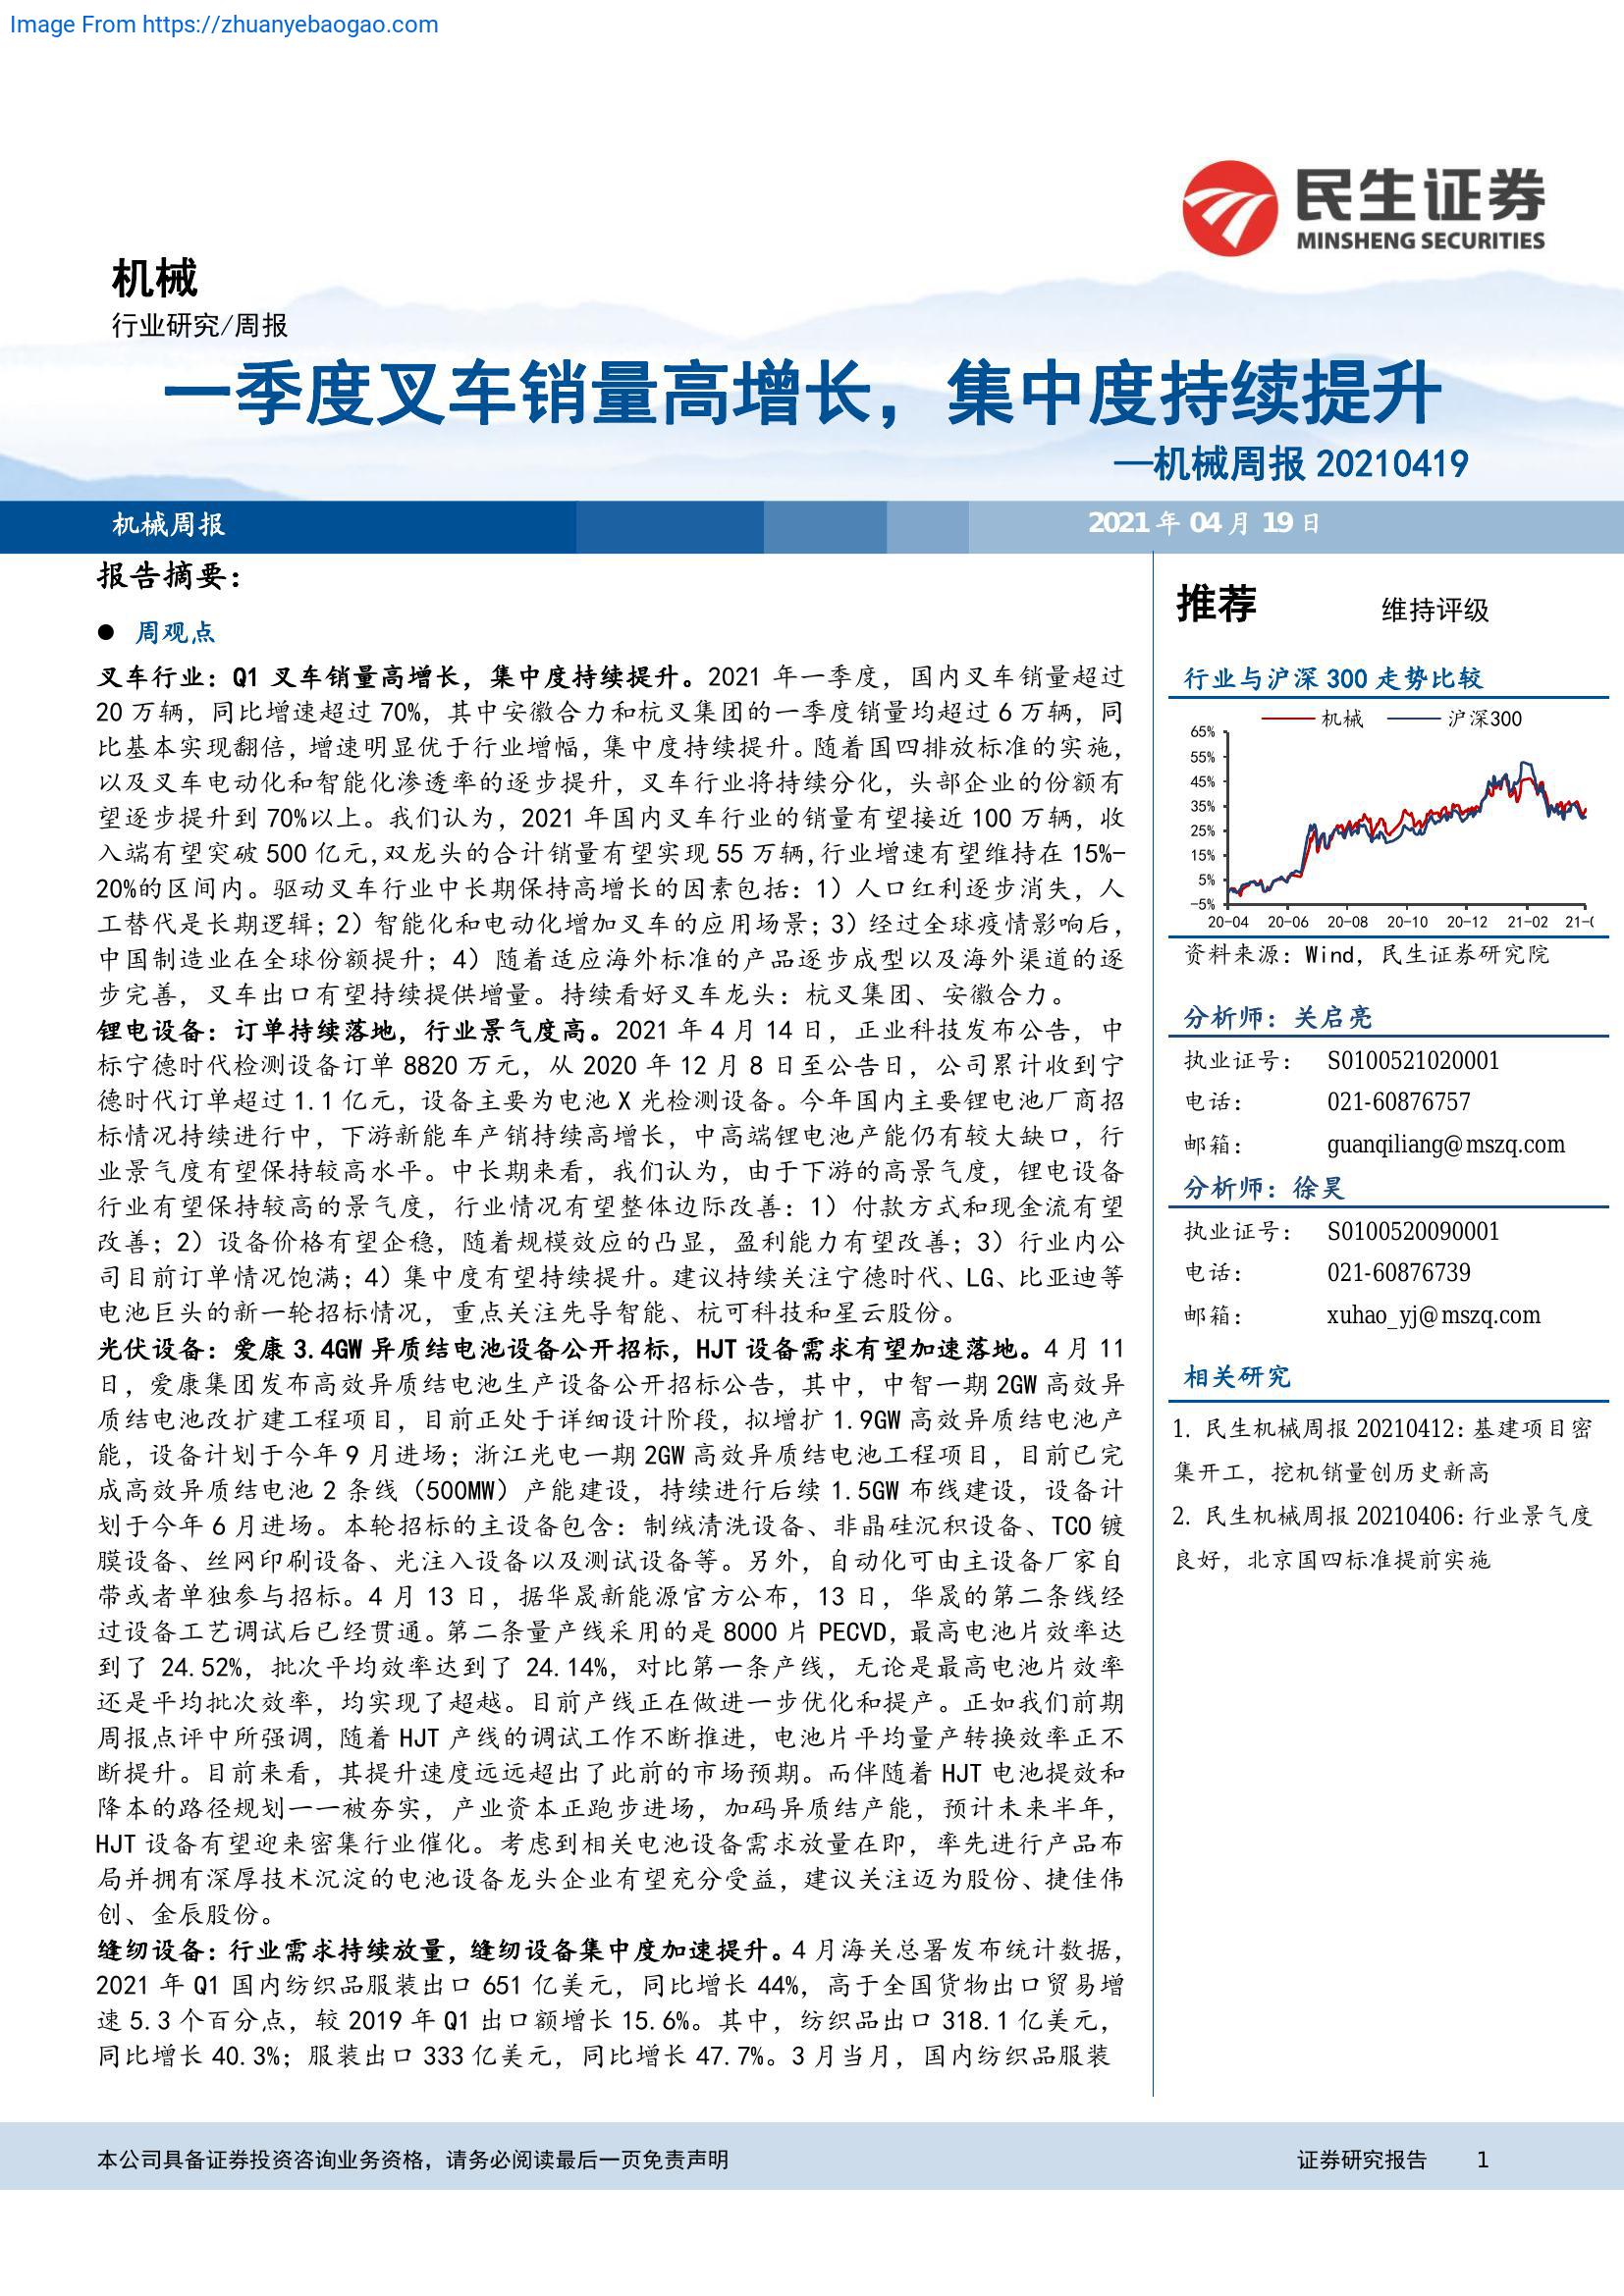 Image From https://zhuanyebaogao.com
民生证券
MINSHENG SECURITIES
机械
行业研究/周报
一季度叉车销量高增长，集中度持续提升
—机械周报 20210419
机械周报
2021 年 04 月 19 日
报告摘要：
● 周观点
叉车行业：Q1 叉车销量高增长，集中度持续提升。2021 年一季度，国内叉车销量超过
20 万辆，同比增速超过 70%，其中安徽合力和杭叉集团的一季度销量均超过 6 万辆，同
比基本实现翻倍，增速明显优于行业增幅，集中度持续提升。随着国四排放标准的实施，
以及叉车电动化和智能化渗透率的逐步提升，叉车行业将持续分化，头部企业的份额有
望逐步提升到 70%以上。我们认为，2021 年国内叉车行业的销量有望接近 100 万辆，收
入端有望突破 500 亿元,双龙头的合计销量有望实现 55 万辆,行业增速有望维持在 15%-
20%的区间内。驱动叉车行业中长期保持高增长的因素包括：1）人口红利逐步消失，人
工替代是长期逻辑；2）智能化和电动化增加叉车的应用场景；3）经过全球疫情影响后，
中国制造业在全球份额提升；4）随着适应海外标准的产品逐步成型以及海外渠道的逐
步完善，叉车出口有望持续提供增量。持续看好叉车龙头：杭叉集团、安徽合力。
锂电设备：订单持续落地，行业景气度高。2021 年 4 月 14 日，正业科技发布公告，中
标宁德时代检测设备订单 8820 万元，从 2020 年 12 月 8 日至公告日，公司累计收到宁
德时代订单超过 1.1 亿元，设备主要为电池 X 光检测设备。今年国内主要锂电池厂商招
标情况持续进行中，下游新能车产销持续高增长，中高端锂电池产能仍有较大缺口，行
业景气度有望保持较高水平。中长期来看，我们认为，由于下游的高景气度，锂电设备
行业有望保持较高的景气度，行业情况有望整体边际改善：1）付款方式和现金流有望
改善；2）设备价格有望企稳，随着规模效应的凸显，盈利能力有望改善；3）行业内公
司目前订单情况饱满；4）集中度有望持续提升。建议持续关注宁德时代、LG、比亚迪等
电池巨头的新一轮招标情况，重点关注先导智能、杭可科技和星云股份。
光伏设备：爱康 3.4GW 异质结电池设备公开招标，HJT 设备需求有望加速落地。4 月 11
日，爱康集团发布高效异质结电池生产设备公开招标公告，其中，中智一期 2GW 高效异
质结电池改扩建工程项目，目前正处于详细设计阶段，拟增扩 1.9GW 高效异质结电池产
能，设备计划于今年 9 月进场；浙江光电一期 2GW 高效异质结电池工程项目，目前已完
成高效异质结电池 2 条线（500MW）产能建设，持续进行后续 1.5GW 布线建设，设备计
划于今年 6 月进场。本轮招标的主设备包含：制绒清洗设备、非晶硅沉积设备、TCO 镀
膜设备、丝网印刷设备、光注入设备以及测试设备等。另外，自动化可由主设备厂家自
带或者单独参与招标。4 月 13 日，据华晟新能源官方公布，13 日，华晟的第二条线经
过设备工艺调试后已经贯通。第二条量产线采用的是 8000 片 PECVD，最高电池片效率达
到了 24.52%，批次平均效率达到了 24.14%，对比第一条产线，无论是最高电池片效率
还是平均批次效率，均实现了超越。目前产线正在做进一步优化和提产。正如我们前期
周报点评中所强调，随着 HJT 产线的调试工作不断推进，电池片平均量产转换效率正不
断提升。目前来看，其提升速度远远超出了此前的市场预期。而伴随着 HJT 电池提效和
降本的路径规划一一被夯实，产业资本正跑步进场，加码异质结产能，预计未来半年，
HJT 设备有望迎来密集行业催化。考虑到相关电池设备需求放量在即，率先进行产品布
局并拥有深厚技术沉淀的电池设备龙头企业有望充分受益，建议关注迈为股份、捷佳伟
创、金辰股份。
缝纫设备：行业需求持续放量，缝纫设备集中度加速提升。4 月海关总署发布统计数据，
2021 年 Q1 国内纺织品服装出口 651 亿美元，同比增长 44%，高于全国货物出口贸易增
速 5.3 个百分点，较 2019 年 Q1 出口额增长 15.6%。其中，纺织品出口 318.1 亿美元，
同比增长 40.3%；服装出口 333 亿美元，同比增长 47.7%。3 月当月，国内纺织品服装
推荐 维持评级
行业与沪深 300 走势比较
机械 沪深300
65%
55%
45%
35%
25%
15%
5%
-5%
20-04 20-06 20-08 20-10 20-12 21-02 21-0
资料来源：Wind，民生证券研究院
分析师：关启亮
执业证号： S0100521020001
电话： 021-60876757
邮箱： guanqiliang@mszq.com
分析师：徐昊
执业证号： S0100520090001
电话： 021-60876739
邮箱： xuhao_yj@mszq.com
相关研究
1. 民生机械周报 20210412：基建项目密
集开工，挖机销量创历史新高
2. 民生机械周报 20210406：行业景气度
良好，北京国四标准提前实施
本公司具备证券投资咨询业务资格，请务必阅读最后一页免责声明
证券研究报告 1